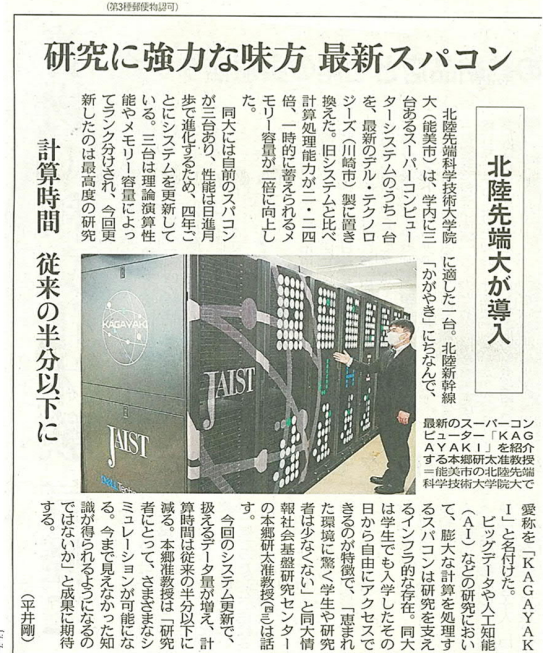 (第3種郵便物認可)
研究に強力な味方 最新スパコン
北陸先端大が導入
計算時間 従来の半分以下に
北陸先端科学技術大学院
大(能美市)は、学内に三
台あるスーパーコンピュー
ターシステムのうち一台
を、最新のデル・テクノロ
ジーズ(川崎市)製に置き
換えた。旧システムと比べ
計算処理能力が二・二四
倍、一時的に蓄えられるメ
モリー容量が二倍に向上し
た。
同大には自前のスパコン
が三台あり、性能は日進月
歩で進化するため、四年ご
とにシステムを更新して
いる。三台は理論演算性
能やメモリー容量によっ
てランク分けされ、今回更
新したのは最高度の研究
に適した一台。北陸新幹線
「かがやき」にちなんで、
愛称を「KAGAYAK
I」と名付けた。
ビッグデータや人工知能
(AI)などの研究におい
て、膨大な計算を処理す
るスパコンは研究を支え
るインフラ的な存在。同大
は学生でも入学したその
日から自由にアクセスで
きるのが特徴で、「恵まれ
た環境に驚く学生や研究
者は少なくない」と同大情
報社会基盤研究センター
の本郷研太准教授(四三)は話
す。
今回のシステム更新で、
扱えるデータ量が増え、計
算時間は従来の半分以下に
減る。本郷准教授は「研究
者にとって、さまざまなシ
ミュレーションが可能にな
る。今まで見えなかった知
識が得られるようになるの
ではないか」と成果に期待
する。
(平井剛)
最新のスーパーコン
ピューター「KAG
AYAKI」を紹介
する本郷研太准教授
=能美市の北陸先端
科学技術大学院大で
KAGAYAKI
JAIST
JAIST